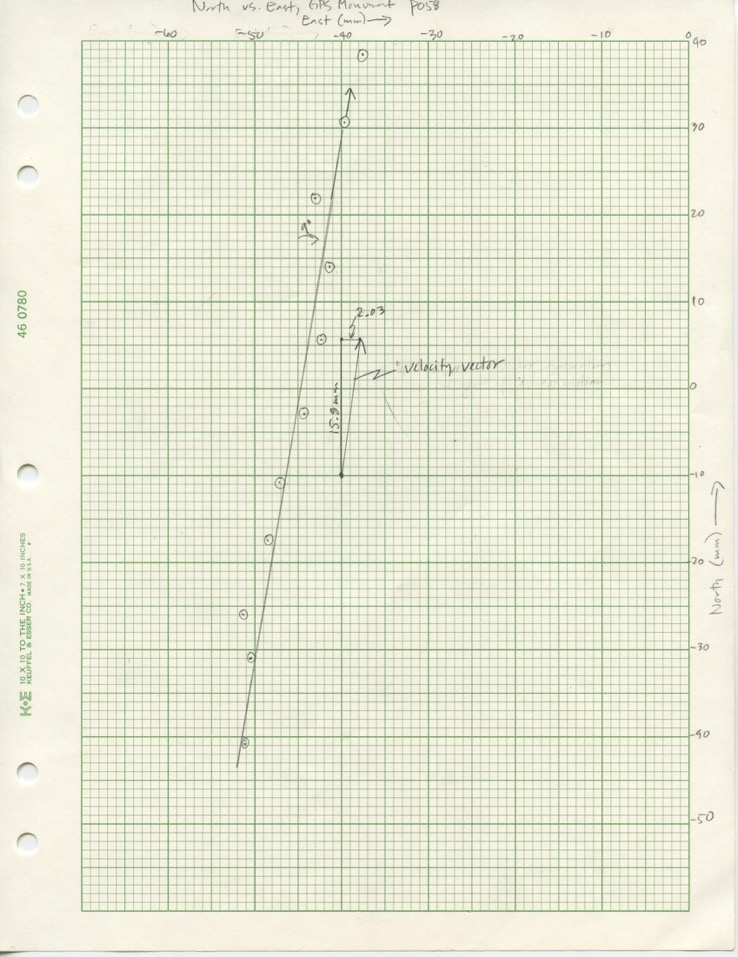 North vs. East, GPS Monument P058
East (mm) →
-60 -50 -40 -30 -20 -10 0
40
30
20
9°
10
2.03
"velocity vector
0
15.8 mm
-10
-20
North (mm) →
-30
-40
-50
46 0780
10 X 10 TO THE INCH • 7 X 10 INCHES
K+E KEUFFEL & ESSER CO. MADE IN U.S.A.